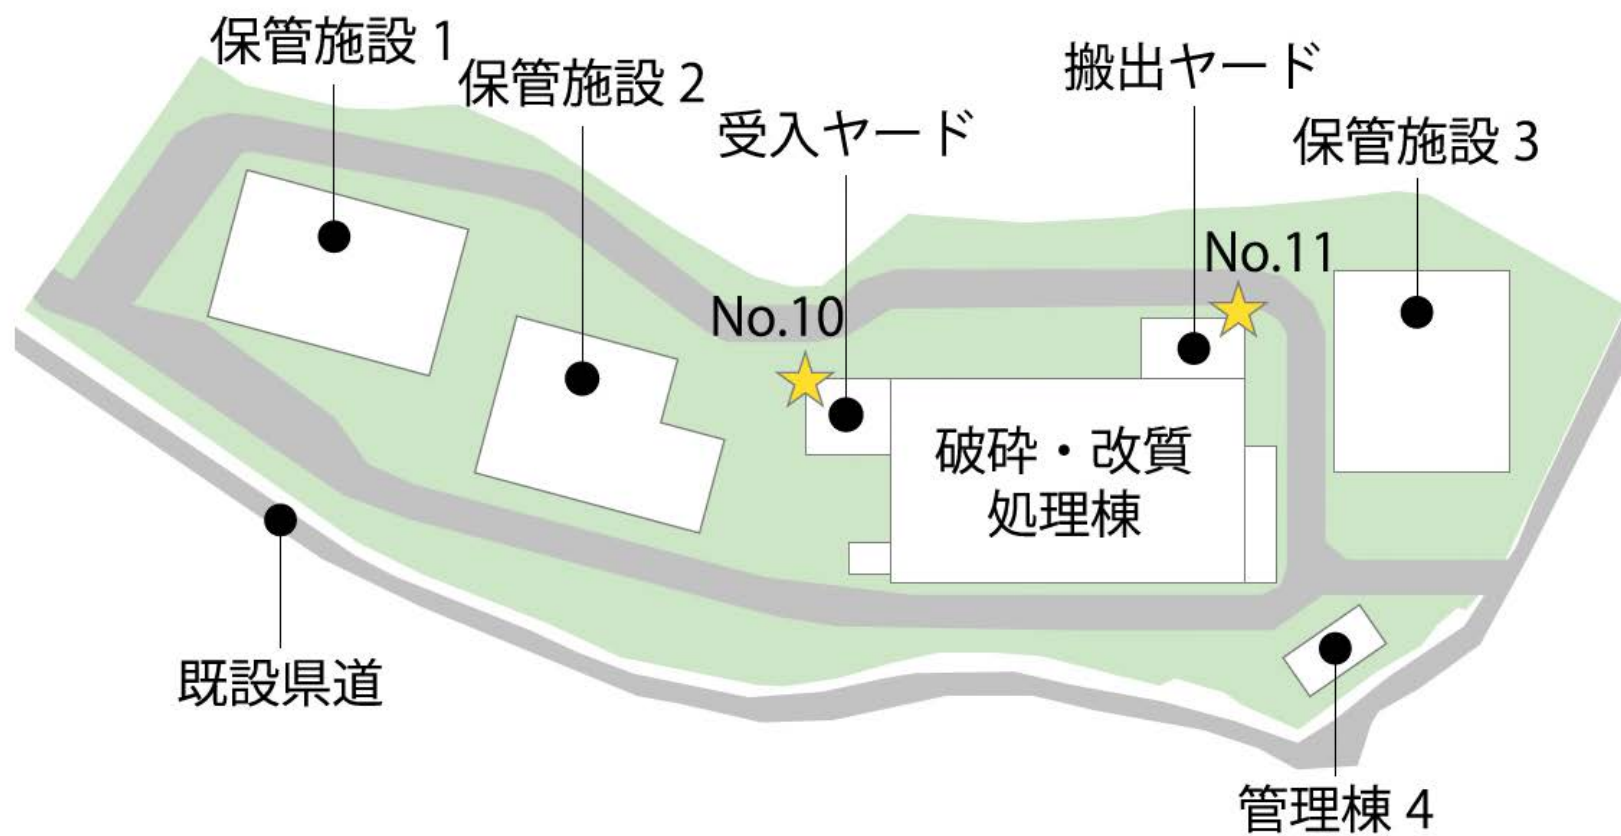 保管施設 1
保管施設 2
受入ヤード
搬出ヤード
保管施設 3
No.10
No.11
破砕・改質
処理棟
既設県道
管理棟 4